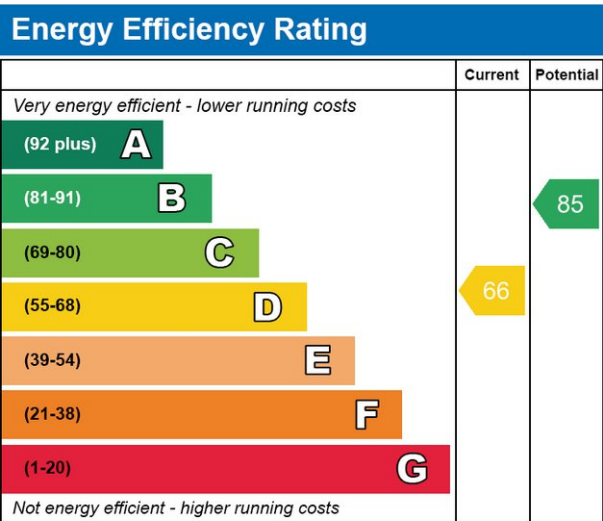 Energy Efficiency Rating
Current Potential
Very energy efficient - lower running costs
(92 plus) A
(81-91) B
85
(69-80) C
(55-68) D
66
(39-54) E
(21-38) F
(1-20) G
Not energy efficient - higher running costs